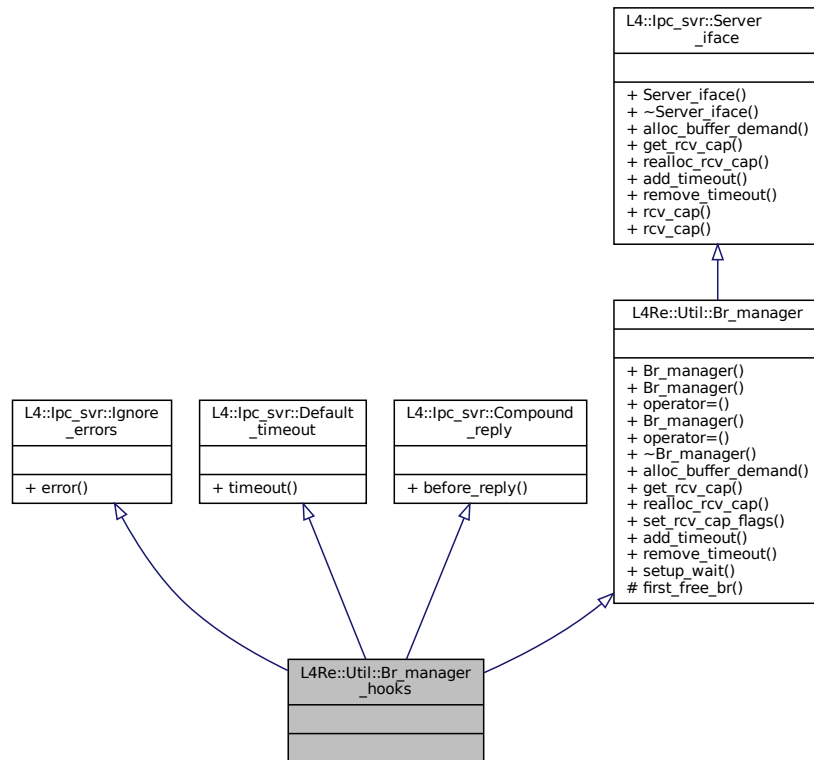 L4::Ipc_svr::Server
_iface
+ Server_iface()
+ ~Server_iface()
+ alloc_buffer_demand()
+ get_rcv_cap()
+ realloc_rcv_cap()
+ add_timeout()
+ remove_timeout()
+ rcv_cap()
+ rcv_cap()
L4Re::Util::Br_manager
+ Br_manager()
+ Br_manager()
+ operator=()
+ Br_manager()
+ operator=()
+ ~Br_manager()
+ alloc_buffer_demand()
+ get_rcv_cap()
+ realloc_rcv_cap()
+ set_rcv_cap_flags()
+ add_timeout()
+ remove_timeout()
+ setup_wait()
# first_free_br()
L4::Ipc_svr::Ignore
_errors
+ error()
L4::Ipc_svr::Default
_timeout
+ timeout()
L4::Ipc_svr::Compound
_reply
+ before_reply()
L4Re::Util::Br_manager
_hooks